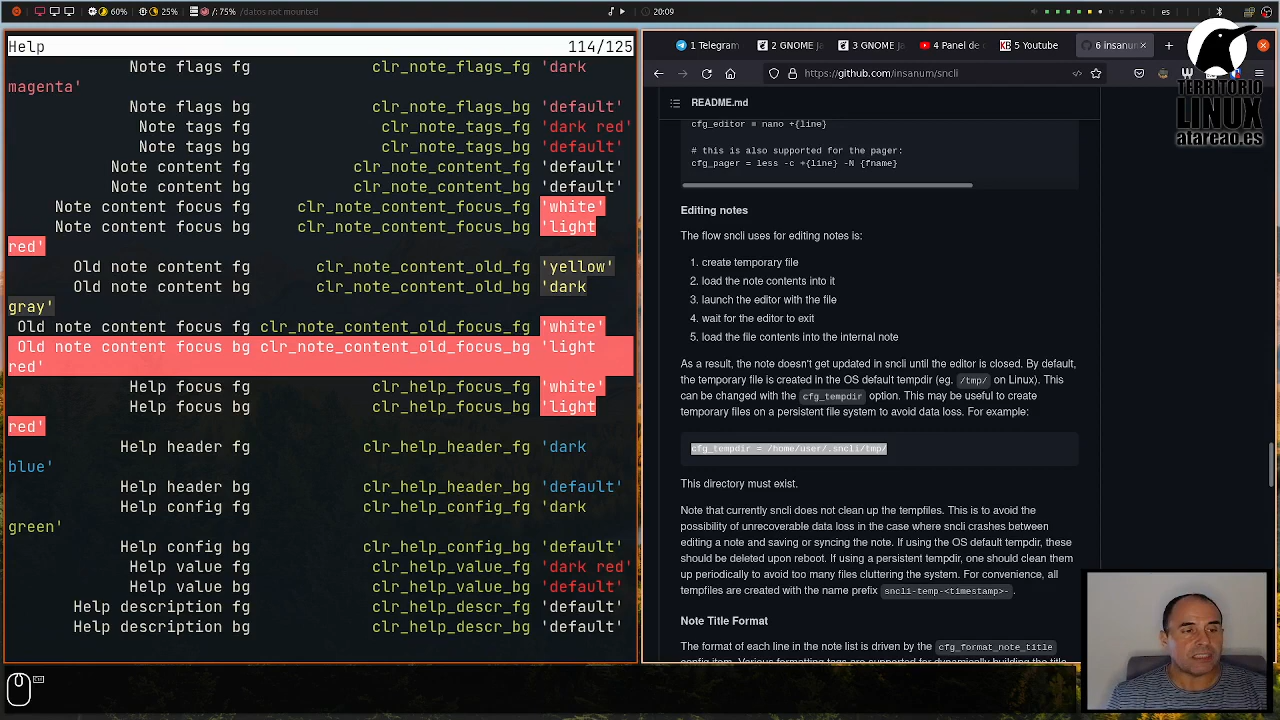 60% 25% /: 75% /datos not mounted 20:09 es
Help 114/125
Note flags fg clr_note_flags_fg 'dark
magenta'
Note flags bg clr_note_flags_bg 'default'
Note tags fg clr_note_tags_fg 'dark red'
Note tags bg clr_note_tags_bg 'default'
Note content fg clr_note_content_fg 'default'
Note content bg clr_note_content_bg 'default'
Note content focus fg clr_note_content_focus_fg 'white'
Note content focus bg clr_note_content_focus_bg 'light
red'
Old note content fg clr_note_content_old_fg 'yellow'
Old note content bg clr_note_content_old_bg 'dark
gray'
Old note content focus fg clr_note_content_old_focus_fg 'white'
Old note content focus bg clr_note_content_old_focus_bg 'light
red'
Help focus fg clr_help_focus_fg 'white'
Help focus bg clr_help_focus_bg 'light
red'
Help header fg clr_help_header_fg 'dark
blue'
Help header bg clr_help_header_bg 'default'
Help config fg clr_help_config_fg 'dark
green'
Help config bg clr_help_config_bg 'default'
Help value fg clr_help_value_fg 'dark red'
Help value bg clr_help_value_bg 'default'
Help description fg clr_help_descr_fg 'default'
Help description bg clr_help_descr_bg 'default'
1 Telegram 2 GNOME 3 GNOME 4 Panel de 5 Youtube 6 insanum
https://github.com/insanum/sncli
TERRITORIO
LINUX
atareao.es
README.md
cfg_editor = nano +{line}
# this is also supported for the pager:
cfg_pager = less -c +{line} -N {fname}
Editing notes
The flow sncli uses for editing notes is:
1. create temporary file
2. load the note contents into it
3. launch the editor with the file
4. wait for the editor to exit
5. load the file contents into the internal note
As a result, the note doesn't get updated in sncli until the editor is closed. By default,
the temporary file is created in the OS default tempdir (eg. /tmp/ on Linux). This
can be changed with the cfg_tempdir option. This may be useful to create
temporary files on a persistent file system to avoid data loss. For example:
cfg_tempdir = /home/user/.sncli/tmp/
This directory must exist.
Note that currently sncli does not clean up the tempfiles. This is to avoid the
possibility of unrecoverable data loss in the case where sncli crashes between
editing a note and saving or syncing the note. If using the OS default tempdir, these
should be deleted upon reboot. If using a persistent tempdir, one should clean them
up periodically to avoid too many files cluttering the system. For convenience, all
tempfiles are created with the name prefix sncli-temp-<timestamp>- .
Note Title Format
The format of each line in the note list is driven by the cfg_format_note_title
config item. Various formatting tags are supported for dynamically building the title